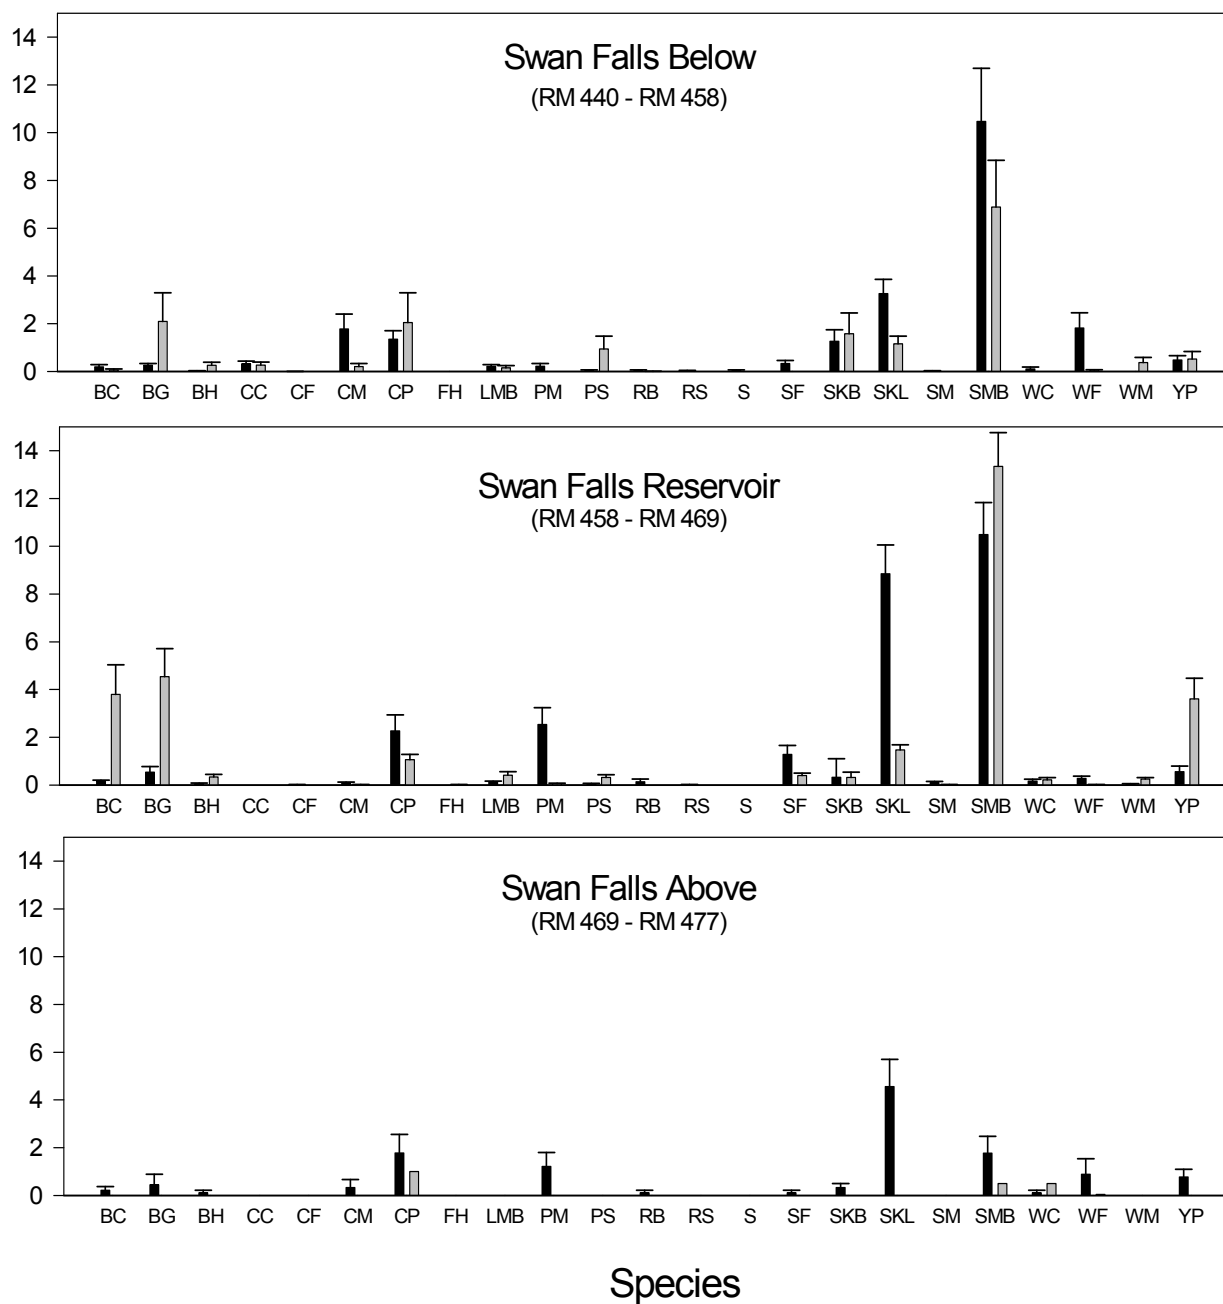 14
12
10
8
6
4
2
0
Swan Falls Below
(RM 440 - RM 458)
BC BG BH CC CF CM CP FH LMB PM PS RB RS S SF SKB SKL SM SMB WC WF WM YP
14
12
10
8
6
4
2
0
Swan Falls Reservoir
(RM 458 - RM 469)
BC BG BH CC CF CM CP FH LMB PM PS RB RS S SF SKB SKL SM SMB WC WF WM YP
14
12
10
8
6
4
2
0
Swan Falls Above
(RM 469 - RM 477)
BC BG BH CC CF CM CP FH LMB PM PS RB RS S SF SKB SKL SM SMB WC WF WM YP
Species